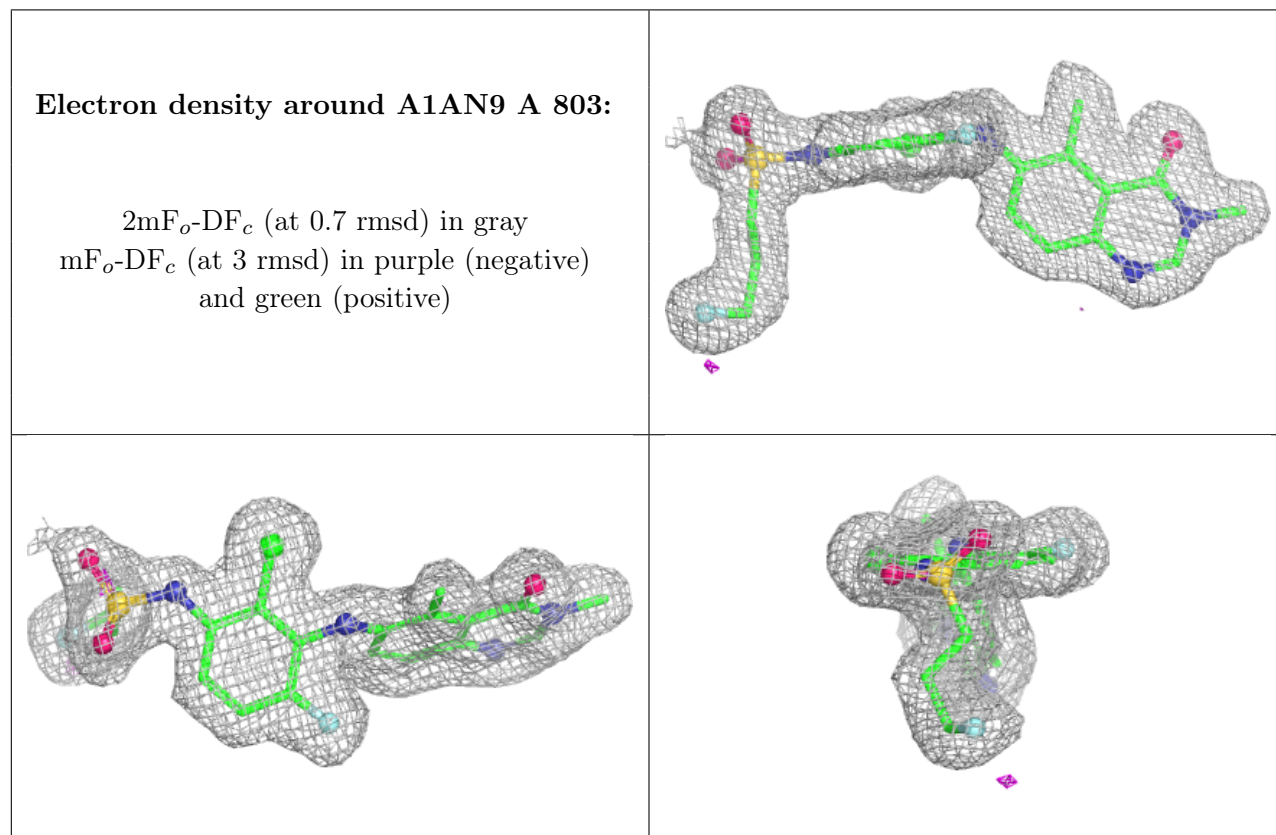 Electron density around A1AN9 A 803:
2mFo-DFc (at 0.7 rmsd) in gray
mFo-DFc (at 3 rmsd) in purple (negative)
and green (positive)